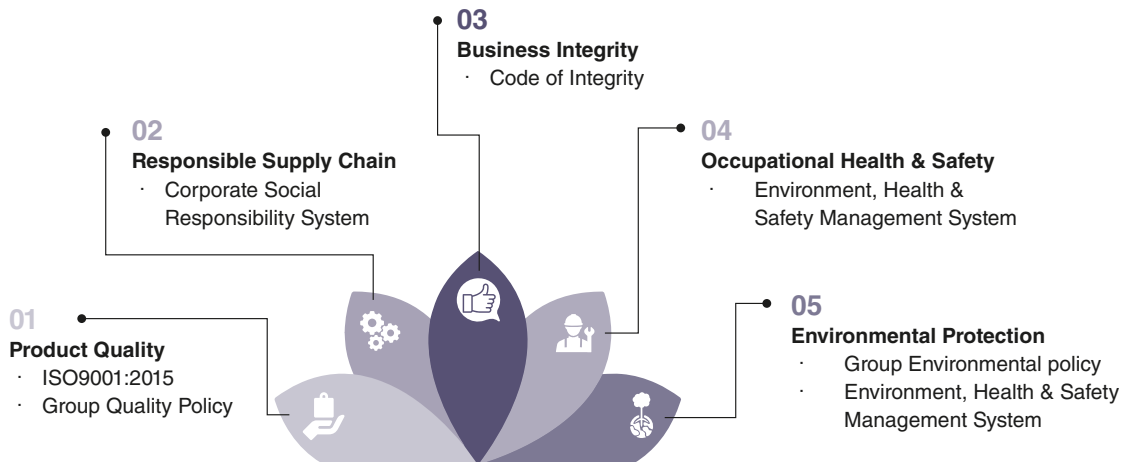 01
Product Quality
· ISO9001:2015
· Group Quality Policy
02
Responsible Supply Chain
· Corporate Social
Responsibility System
03
Business Integrity
· Code of Integrity
04
Occupational Health & Safety
· Environment, Health &
Safety Management System
05
Environmental Protection
· Group Environmental policy
· Environment, Health & Safety
Management System